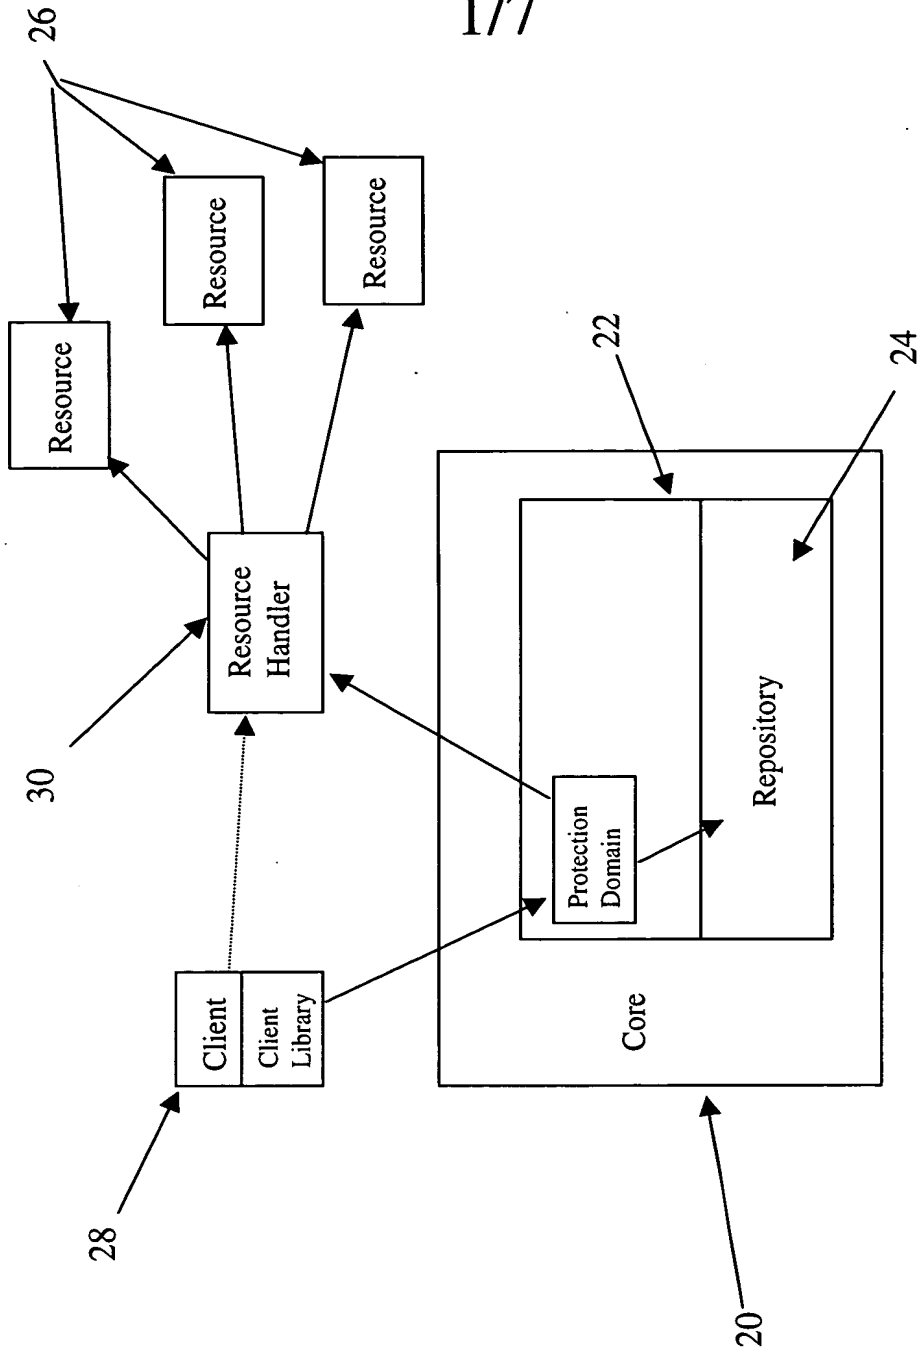 1/7
30
26
Resource
28
Client
Client
Library
Resource
Handler
Resource
Resource
Protection
Domain
22
Core
20
Repository
24